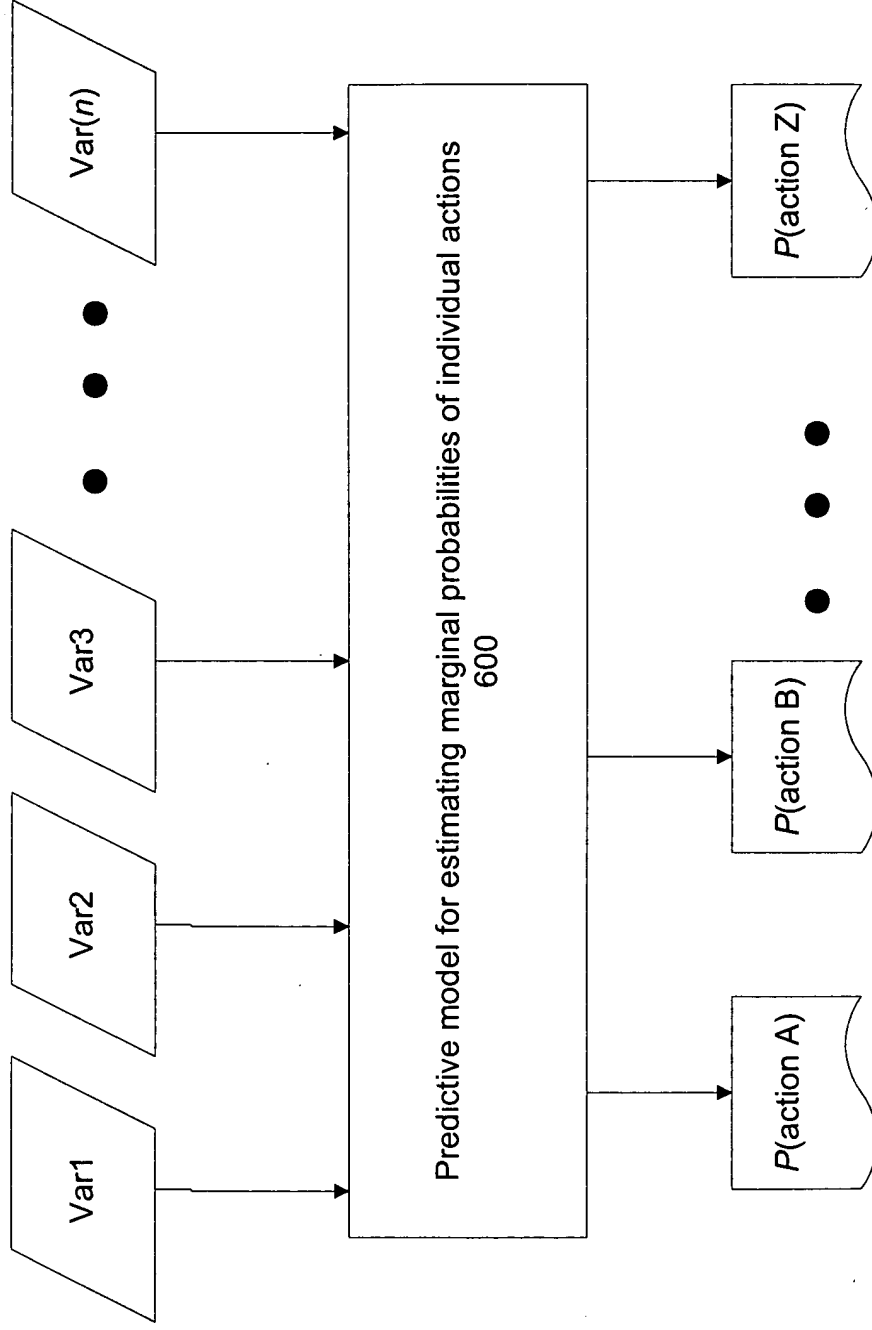 Var1
Var2
Var3
Var(n)
Predictive model for estimating marginal probabilities of individual actions
600
P(action A)
P(action B)
P(action Z)